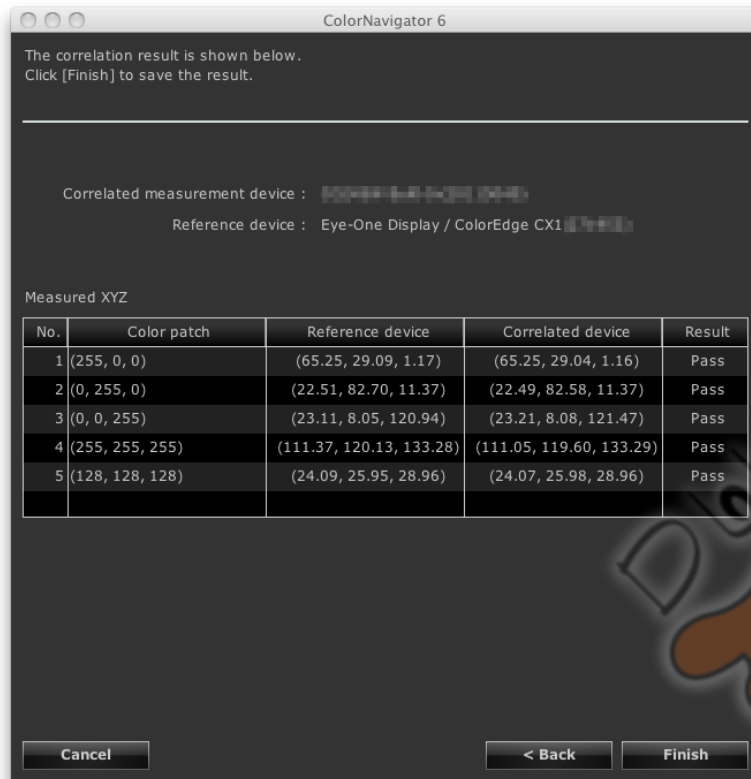 ColorNavigator 6
The correlation result is shown below.
Click [Finish] to save the result.
Correlated measurement device :
Reference device : Eye-One Display / ColorEdge CX1
Measured XYZ
No. Color patch Reference device Correlated device Result
1 (255, 0, 0) (65.25, 29.09, 1.17) (65.25, 29.04, 1.16) Pass
2 (0, 255, 0) (22.51, 82.70, 11.37) (22.49, 82.58, 11.37) Pass
3 (0, 0, 255) (23.11, 8.05, 120.94) (23.21, 8.08, 121.47) Pass
4 (255, 255, 255) (111.37, 120.13, 133.28) (111.05, 119.60, 133.29) Pass
5 (128, 128, 128) (24.09, 25.95, 28.96) (24.07, 25.98, 28.96) Pass
Cancel < Back Finish